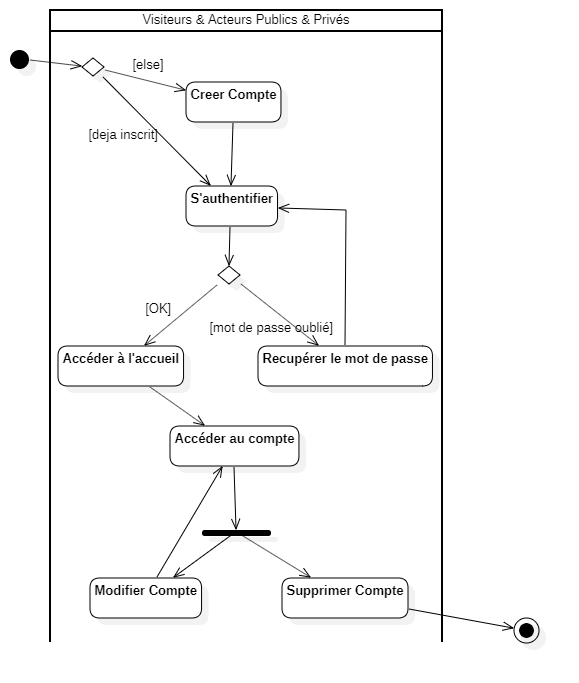 Visiteurs & Acteurs Publics & Privés
[else]
Creer Compte
[deja inscrit]
S'authentifier
[OK]
[mot de passe oublié]
Accéder à l'accueil
Recupérer le mot de passe
Accéder au compte
Modifier Compte
Supprimer Compte